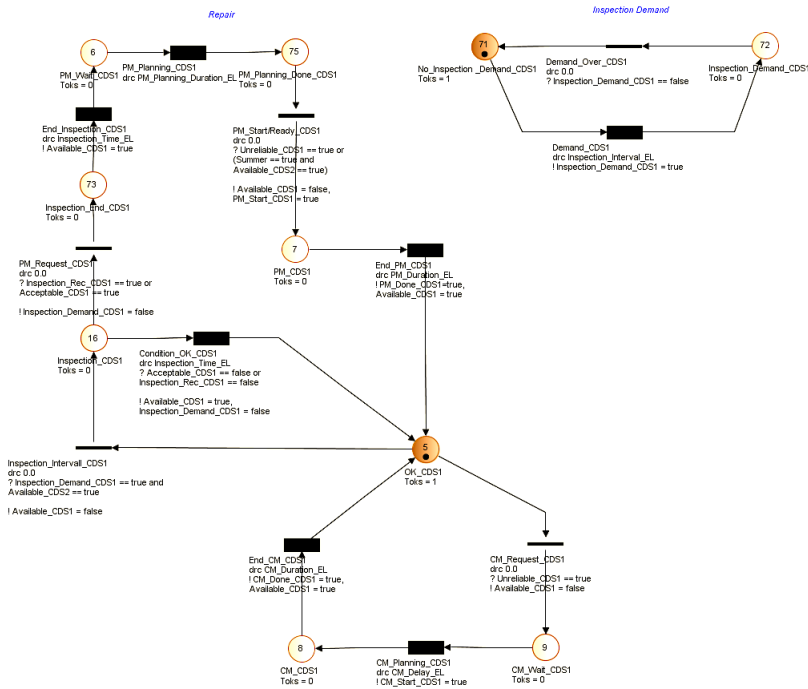 Repair
Inspection Demand
6
PM_Wait_CDS1
Toks = 0
PM_Planning_CDS1
drc PM_Planning_Duration_EL
75
PM_Planning_Done_CDS1
Toks = 0
71
No_Inspection_Demand_CDS1
Toks = 1
Demand_Over_CDS1
drc 0.0
? Inspection_Demand_CDS1 == false
72
Inspection_Demand_CDS1
Toks = 0
End_Inspection_CDS1
drc Inspection_Time_EL
! Available_CDS1 = true
PM_Start/Ready_CDS1
drc 0.0
? Unreliable_CDS1 == true or
(Summer == true and
Available_CDS2 == true)
! Available_CDS1 = false,
PM_Start_CDS1 = true
Demand_CDS1
drc Inspection_Interval_EL
! Inspection_Demand_CDS1 = true
73
Inspection_End_CDS1
Toks = 0
PM_Request_CDS1
drc 0.0
? Inspection_Rec_CDS1 == true or
Acceptable_CDS1 == true
! Inspection_Demand_CDS1 = false
7
PM_CDS1
Toks = 0
End_PM_CDS1
drc PM_Duration_EL
! PM_Done_CDS1=true,
Available_CDS1 = true
16
Inspection_CDS1
Toks = 0
Condition_OK_CDS1
drc Inspection_Time_EL
? Acceptable_CDS1 == false or
Inspection_Rec_CDS1 == false
! Available_CDS1 = true,
Inspection_Demand_CDS1 = false
5
OK_CDS1
Toks = 1
Inspection_Intervall_CDS1
drc 0.0
? Inspection_Demand_CDS1 == true and
Available_CDS2 == true
! Available_CDS1 = false
End_CM_CDS1
drc CM_Duration_EL
! CM_Done_CDS1 = true,
Available_CDS1 = true
CM_Request_CDS1
drc 0.0
? Unreliable_CDS1 == true
! Available_CDS1 = false
8
CM_CDS1
Toks = 0
CM_Planning_CDS1
drc CM_Delay_EL
! CM_Start_CDS1 = true
9
CM_Wait_CDS1
Toks = 0